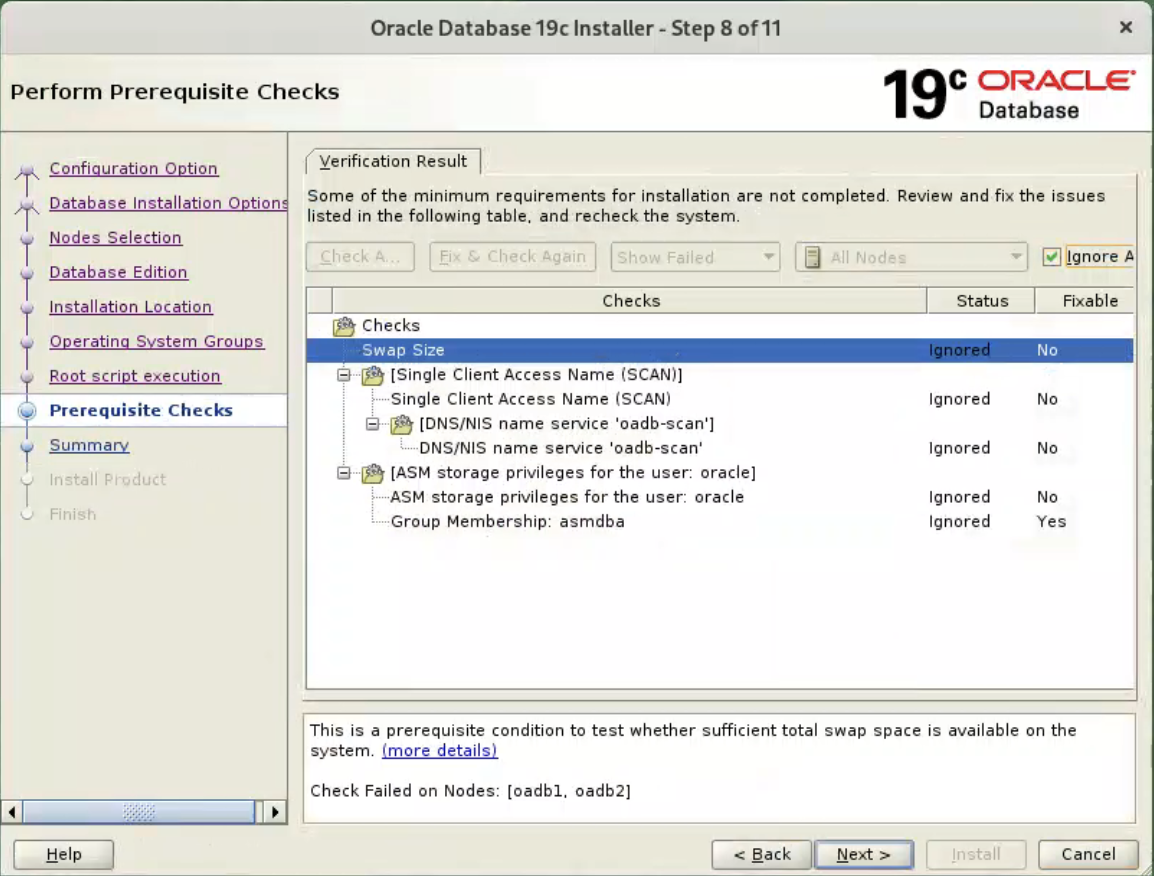 Oracle Database 19c Installer - Step 8 of 11
×
Perform Prerequisite Checks
19c ORACLE
Database
Configuration Option
Database Installation Options
Nodes Selection
Database Edition
Installation Location
Operating System Groups
Root script execution
Prerequisite Checks
Summary
Install Product
Finish
Verification Result
Some of the minimum requirements for installation are not completed. Review and fix the issues
listed in the following table, and recheck the system.
Check A... Fix & Check Again Show Failed All Nodes Ignore A
Checks Status Fixable
Checks
Swap Size Ignored No
[Single Client Access Name (SCAN)]
Single Client Access Name (SCAN) Ignored No
[DNS/NIS name service 'oadb-scan']
DNS/NIS name service 'oadb-scan' Ignored No
[ASM storage privileges for the user: oracle]
ASM storage privileges for the user: oracle Ignored No
Group Membership: asmdba Ignored Yes
This is a prerequisite condition to test whether sufficient total swap space is available on the
system. (more details)
Check Failed on Nodes: [oadb1, oadb2]
Help < Back Next > Install Cancel